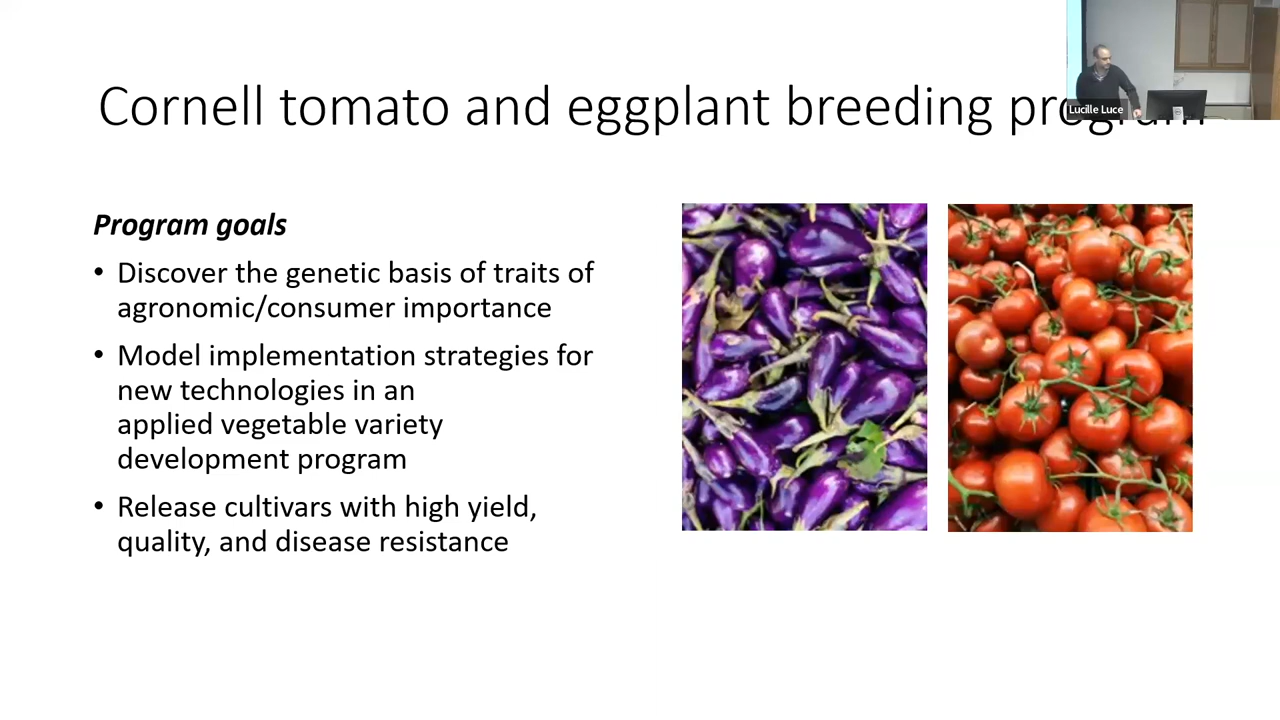 Cornell tomato and eggplant breeding program
Lucille Luce
Program goals
• Discover the genetic basis of traits of
agronomic/consumer importance
• Model implementation strategies for
new technologies in an
applied vegetable variety
development program
• Release cultivars with high yield,
quality, and disease resistance